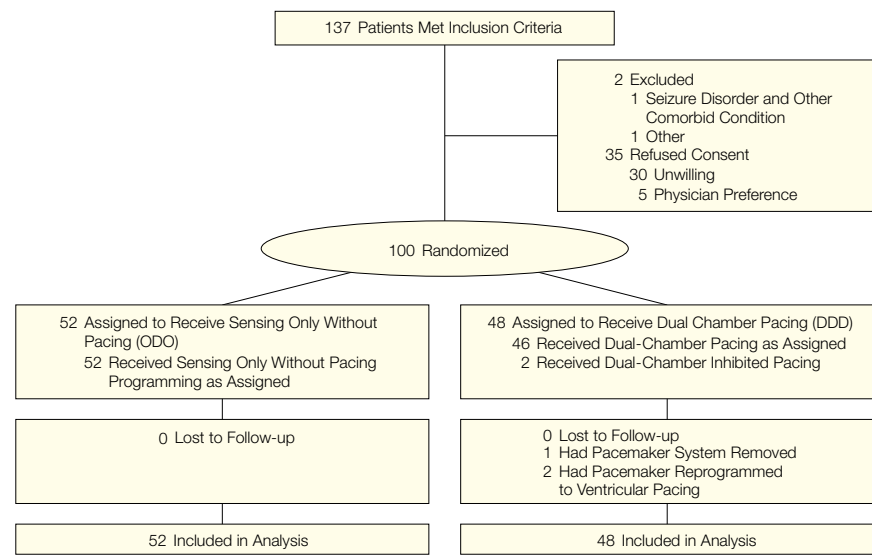 137 Patients Met Inclusion Criteria
2 Excluded
1 Seizure Disorder and Other
Comorbid Condition
1 Other
35 Refused Consent
30 Unwilling
5 Physician Preference
100 Randomized
52 Assigned to Receive Sensing Only Without
Pacing (ODO)
52 Received Sensing Only Without Pacing
Programming as Assigned
48 Assigned to Receive Dual Chamber Pacing (DDD)
46 Received Dual-Chamber Pacing as Assigned
2 Received Dual-Chamber Inhibited Pacing
0 Lost to Follow-up
0 Lost to Follow-up
1 Had Pacemaker System Removed
2 Had Pacemaker Reprogrammed
to Ventricular Pacing
52 Included in Analysis
48 Included in Analysis